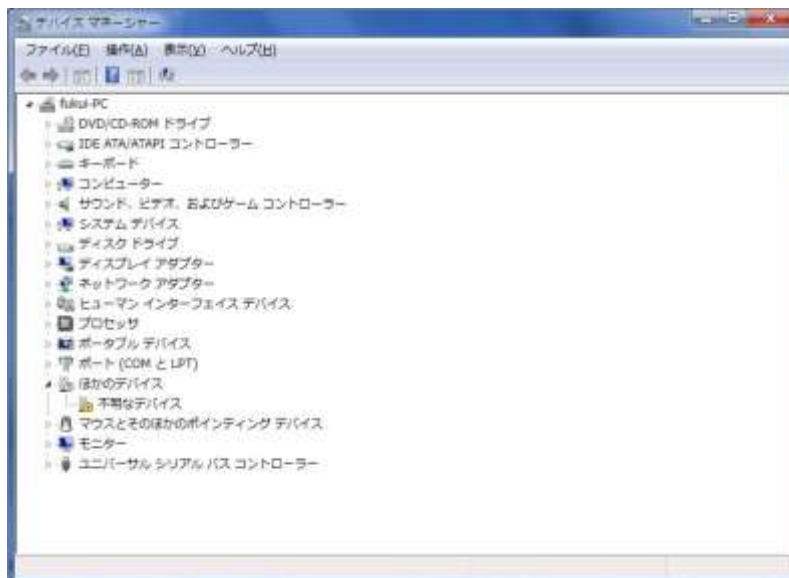 デバイス マネージャー
ファイル(F) 操作(A) 表示(V) ヘルプ(H)
fukui-PC
DVD/CD-ROM ドライブ
IDE ATA/ATAPI コントローラー
キーボード
コンピューター
サウンド、ビデオ、およびゲーム コントローラー
システム デバイス
ディスク ドライブ
ディスプレイ アダプター
ネットワーク アダプター
ヒューマン インターフェイス デバイス
プロセッサ
ポータブル デバイス
ポート (COM と LPT)
ほかのデバイス
不明なデバイス
マウスとそのほかのポインティング デバイス
モニター
ユニバーサル シリアル バス コントローラー